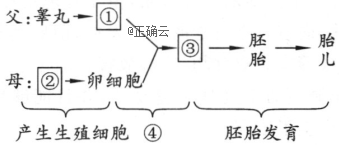 父：睾丸 ①
@正确云
③ 胚胎 胎儿
母：② 卵细胞
产生生殖细胞 ④ 胚胎发育